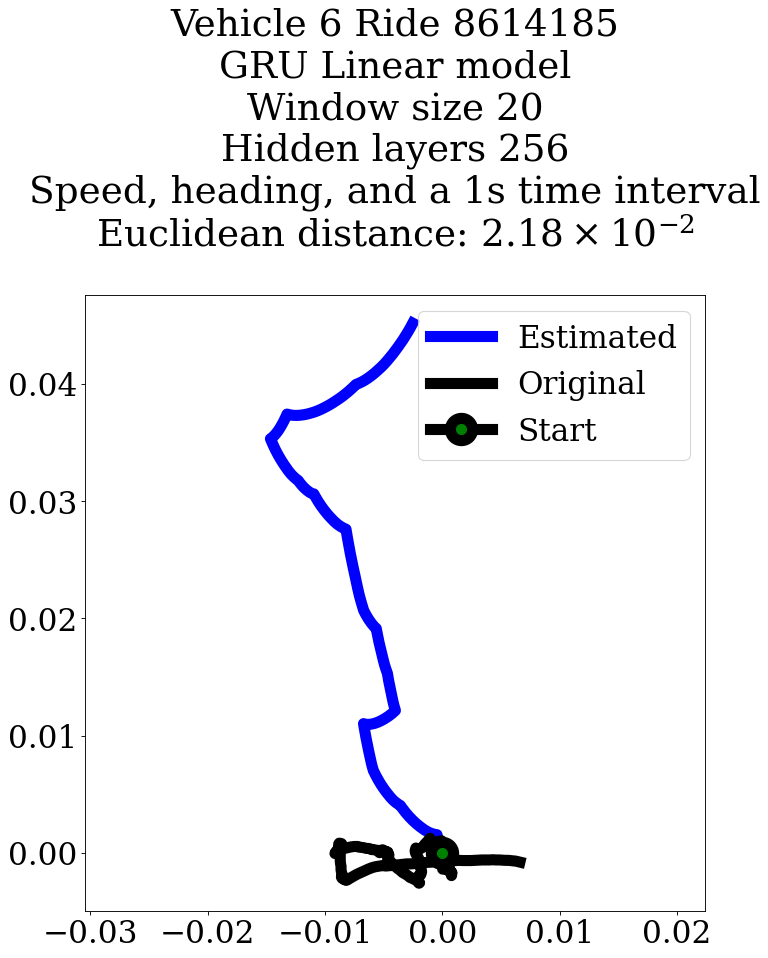 Vehicle 6 Ride 8614185
GRU Linear model
Window size 20
Hidden layers 256
Speed, heading, and a 1s time interval
Euclidean distance: 2.18 × 10⁻²
Estimated
Original
Start
0.04
0.03
0.02
0.01
0.00
−0.03 −0.02 −0.01 0.00 0.01 0.02